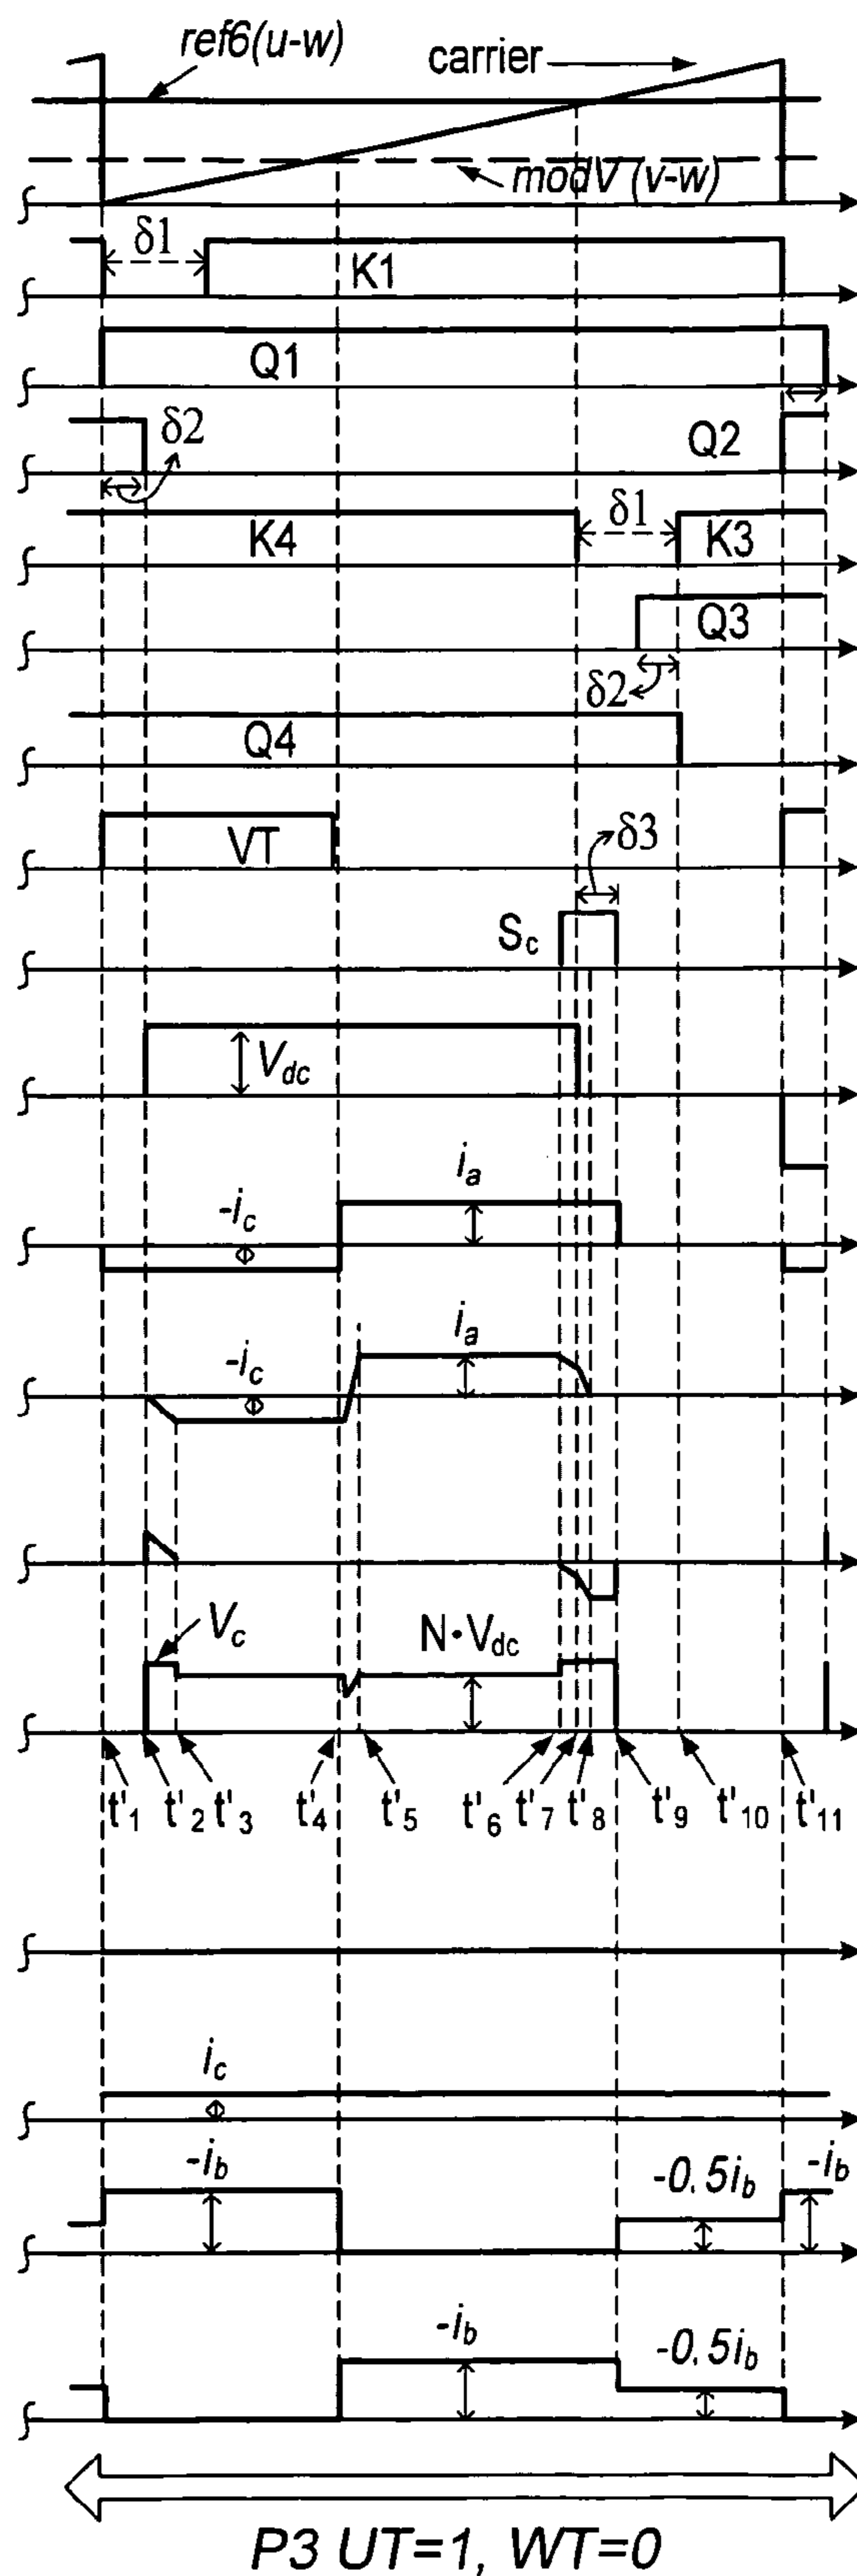 ref6(u-w)
carrier
modV (v-w)
δ1
K1
Q1
δ2
Q2
K4
δ1
K3
Q3
δ2
Q4
VT
δ3
Sc
Vdc
ia
-ic
ia
-ic
Vc
N·Vdc
t'1 t'2 t'3 t'4 t'5 t'6 t'7 t'8 t'9 t'10 t'11
ic
-ib
-0.5ib
-ib
-ib
-0.5ib
P3 UT=1, WT=0